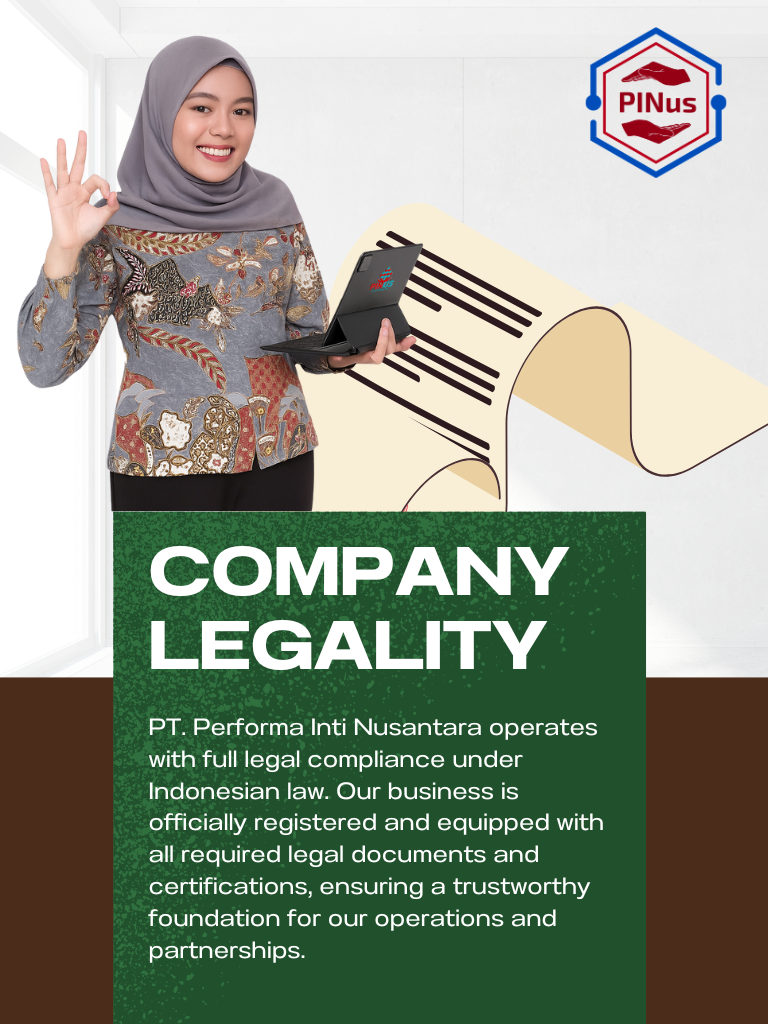 PINus
COMPANY
LEGALITY
PT. Performa Inti Nusantara operates
with full legal compliance under
Indonesian law. Our business is
officially registered and equipped with
all required legal documents and
certifications, ensuring a trustworthy
foundation for our operations and
partnerships.